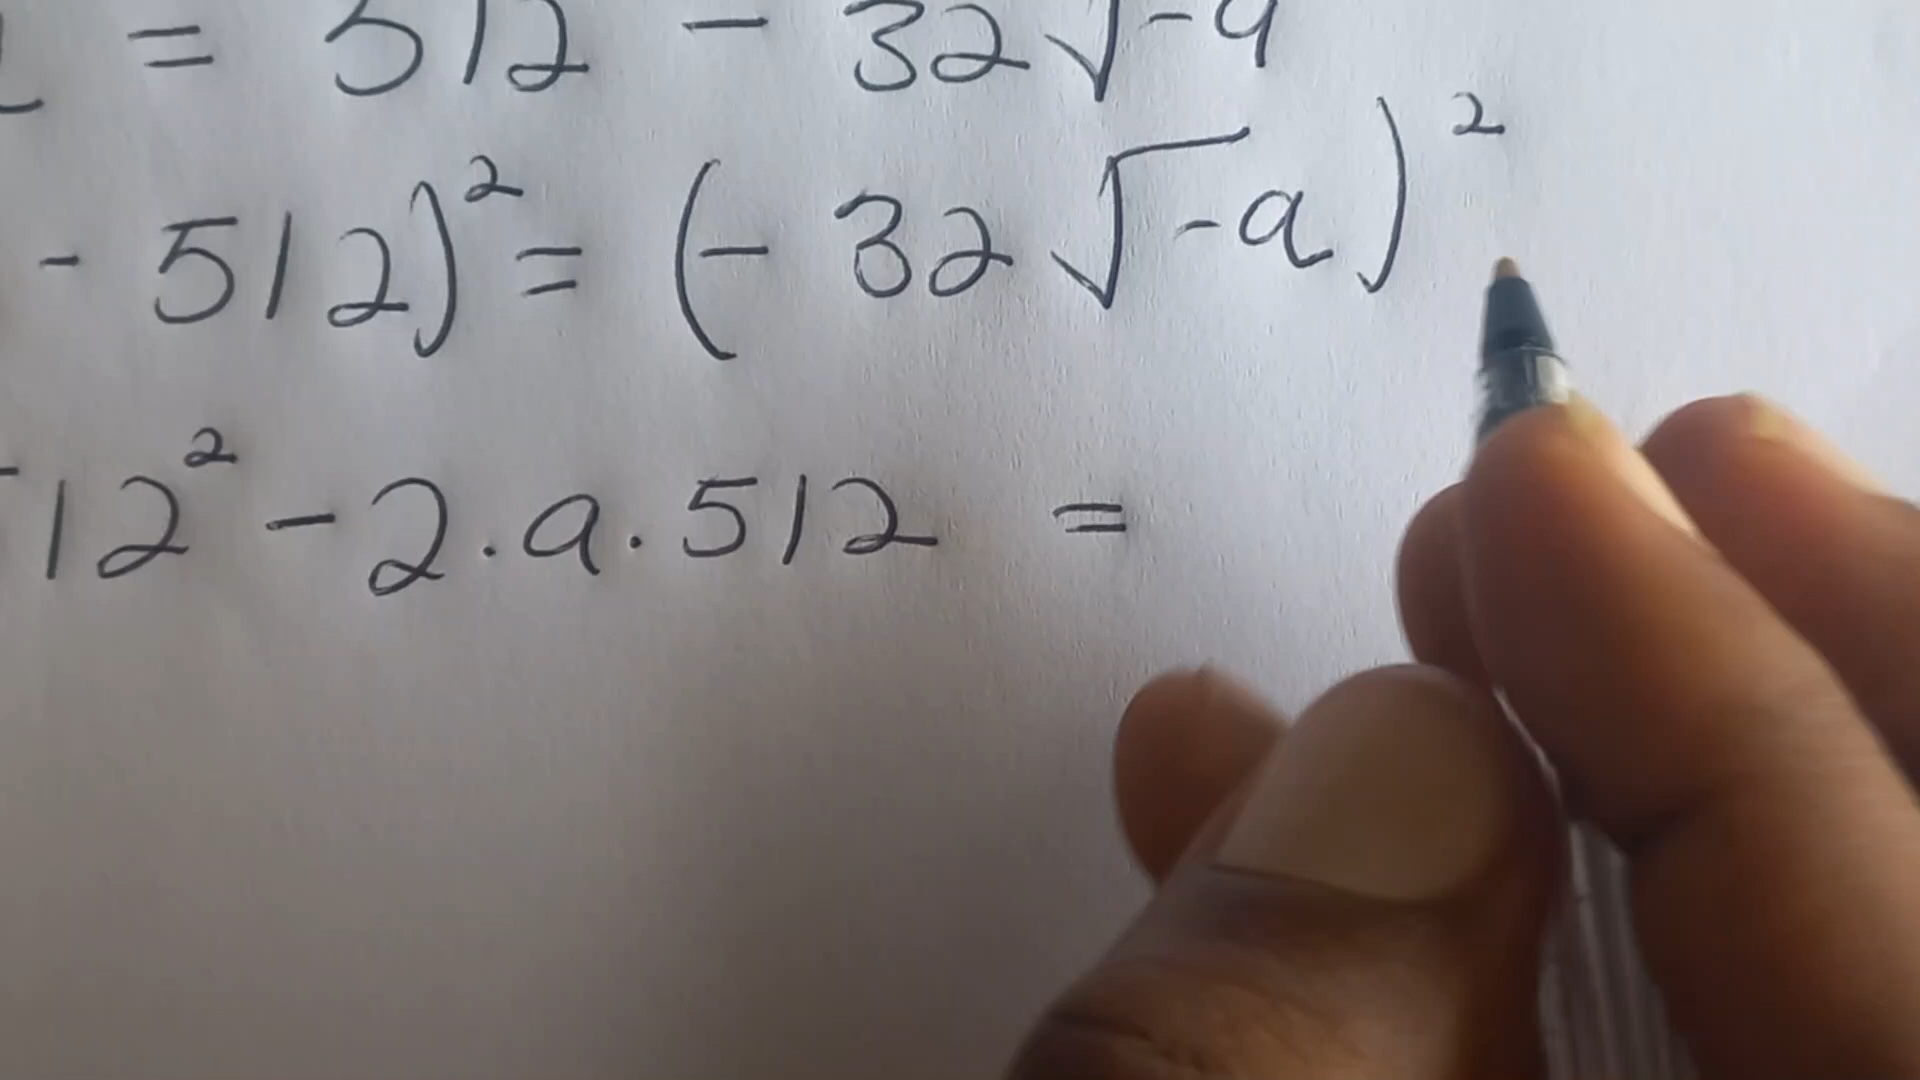 = 512 - 32√-a
- 512)² = (- 32√-a)²
12² - 2.a.512 =